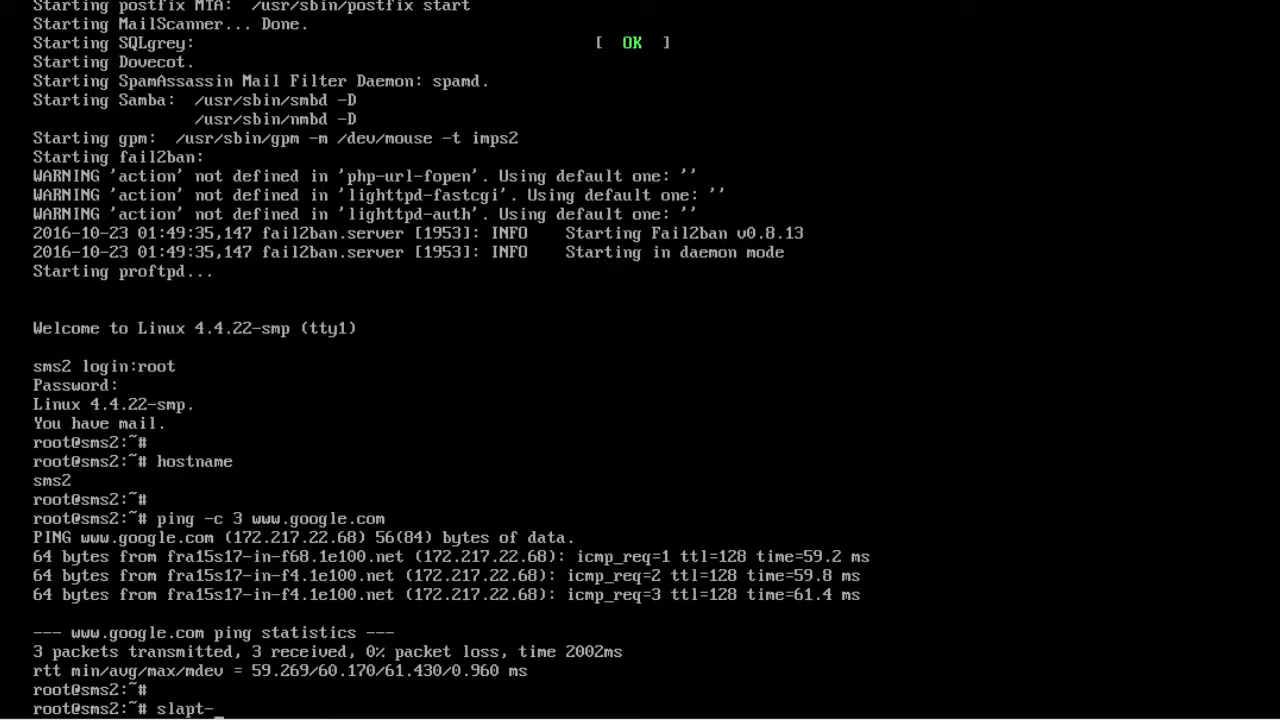 Starting postfix MTA:  /usr/sbin/postfix start
Starting MailScanner... Done.
Starting SQLgrey:                                          [  OK  ]
Starting Dovecot.
Starting SpamAssassin Mail Filter Daemon: spamd.
Starting Samba:  /usr/sbin/smbd -D
                 /usr/sbin/nmbd -D
Starting gpm:  /usr/sbin/gpm -m /dev/mouse -t imps2
Starting fail2ban:
WARNING 'action' not defined in 'php-url-fopen'. Using default one: ''
WARNING 'action' not defined in 'lighttpd-fastcgi'. Using default one: ''
WARNING 'action' not defined in 'lighttpd-auth'. Using default one: ''
2016-10-23 01:49:35,147 fail2ban.server [1953]: INFO    Starting Fail2ban v0.8.13
2016-10-23 01:49:35,147 fail2ban.server [1953]: INFO    Starting in daemon mode
Starting proftpd...
Welcome to Linux 4.4.22-smp (tty1)
sms2 login:root
Password:
Linux 4.4.22-smp.
You have mail.
root@sms2:~#
root@sms2:~# hostname
sms2
root@sms2:~#
root@sms2:~# ping -c 3 www.google.com
PING www.google.com (172.217.22.68) 56(84) bytes of data.
64 bytes from fra15s17-in-f68.1e100.net (172.217.22.68): icmp_req=1 ttl=128 time=59.2 ms
64 bytes from fra15s17-in-f4.1e100.net (172.217.22.68): icmp_req=2 ttl=128 time=59.8 ms
64 bytes from fra15s17-in-f4.1e100.net (172.217.22.68): icmp_req=3 ttl=128 time=61.4 ms
--- www.google.com ping statistics ---
3 packets transmitted, 3 received, 0% packet loss, time 2002ms
rtt min/avg/max/mdev = 59.269/60.170/61.430/0.960 ms
root@sms2:~#
root@sms2:~# slapt-_